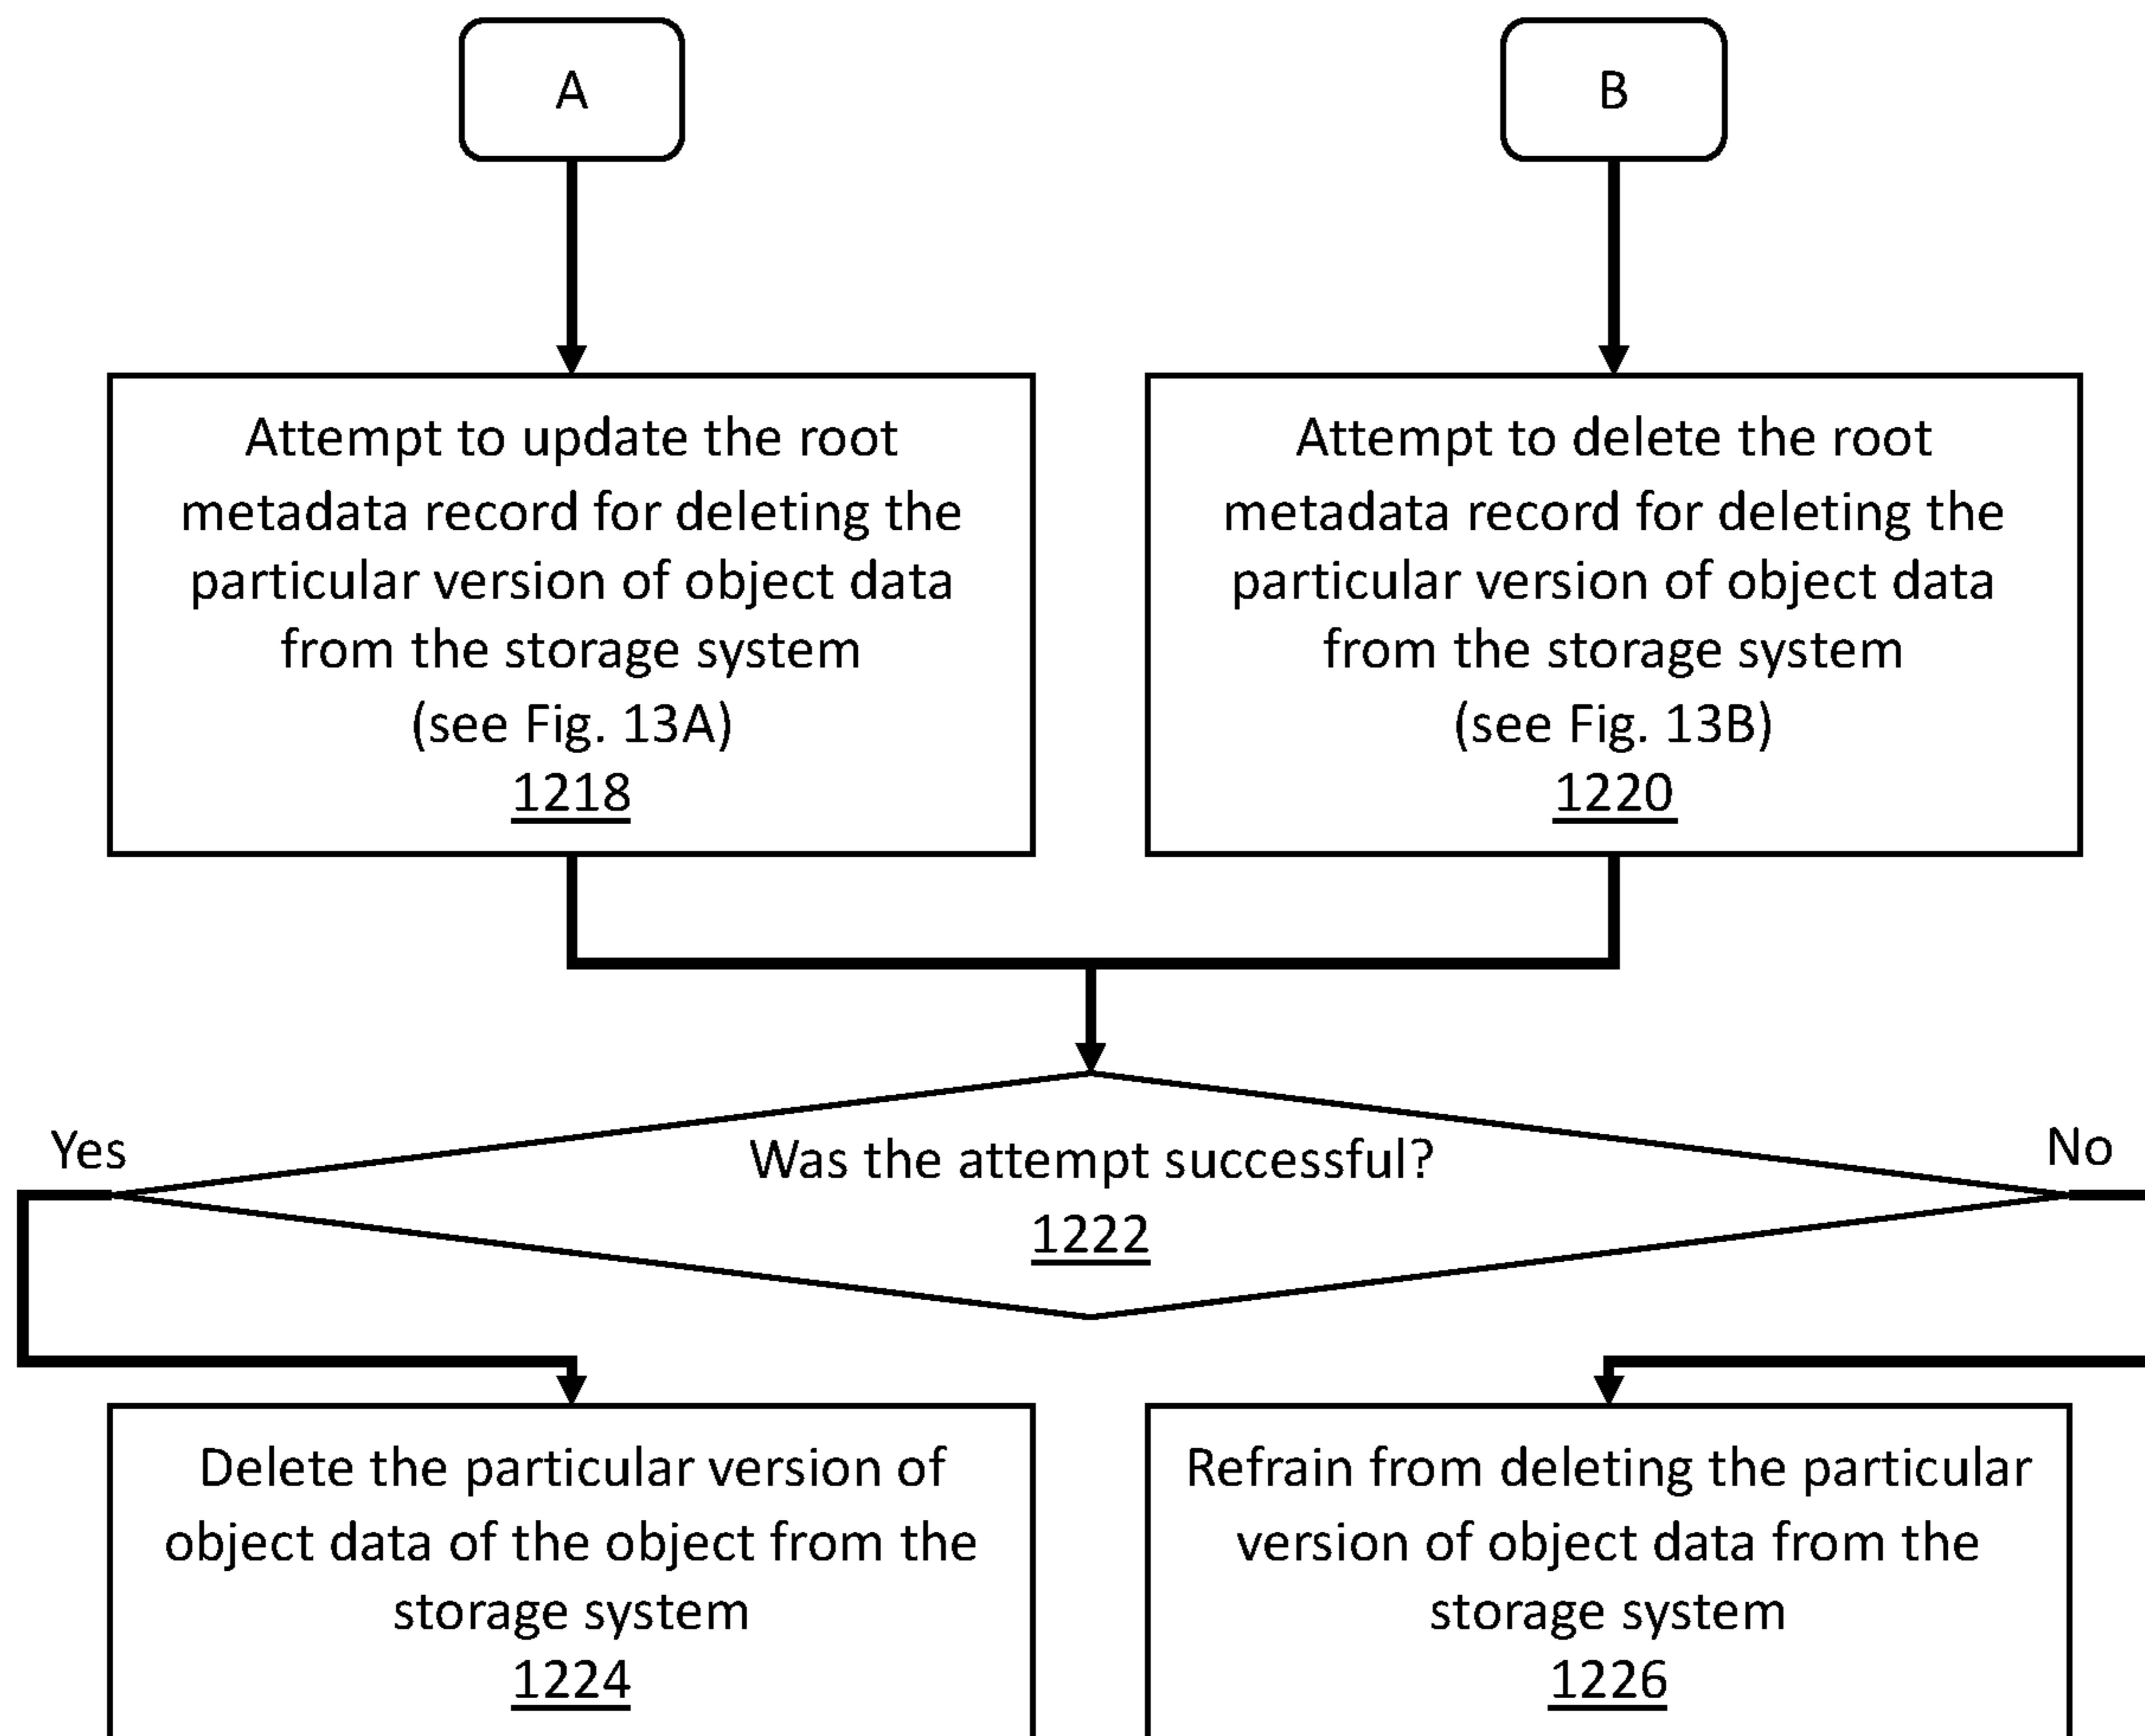 A
B
Attempt to update the root
metadata record for deleting the
particular version of object data
from the storage system
(see Fig. 13A)
1218
Attempt to delete the root
metadata record for deleting the
particular version of object data
from the storage system
(see Fig. 13B)
1220
Yes
Was the attempt successful?
1222
No
Delete the particular version of
object data of the object from the
storage system
1224
Refrain from deleting the particular
version of object data from the
storage system
1226